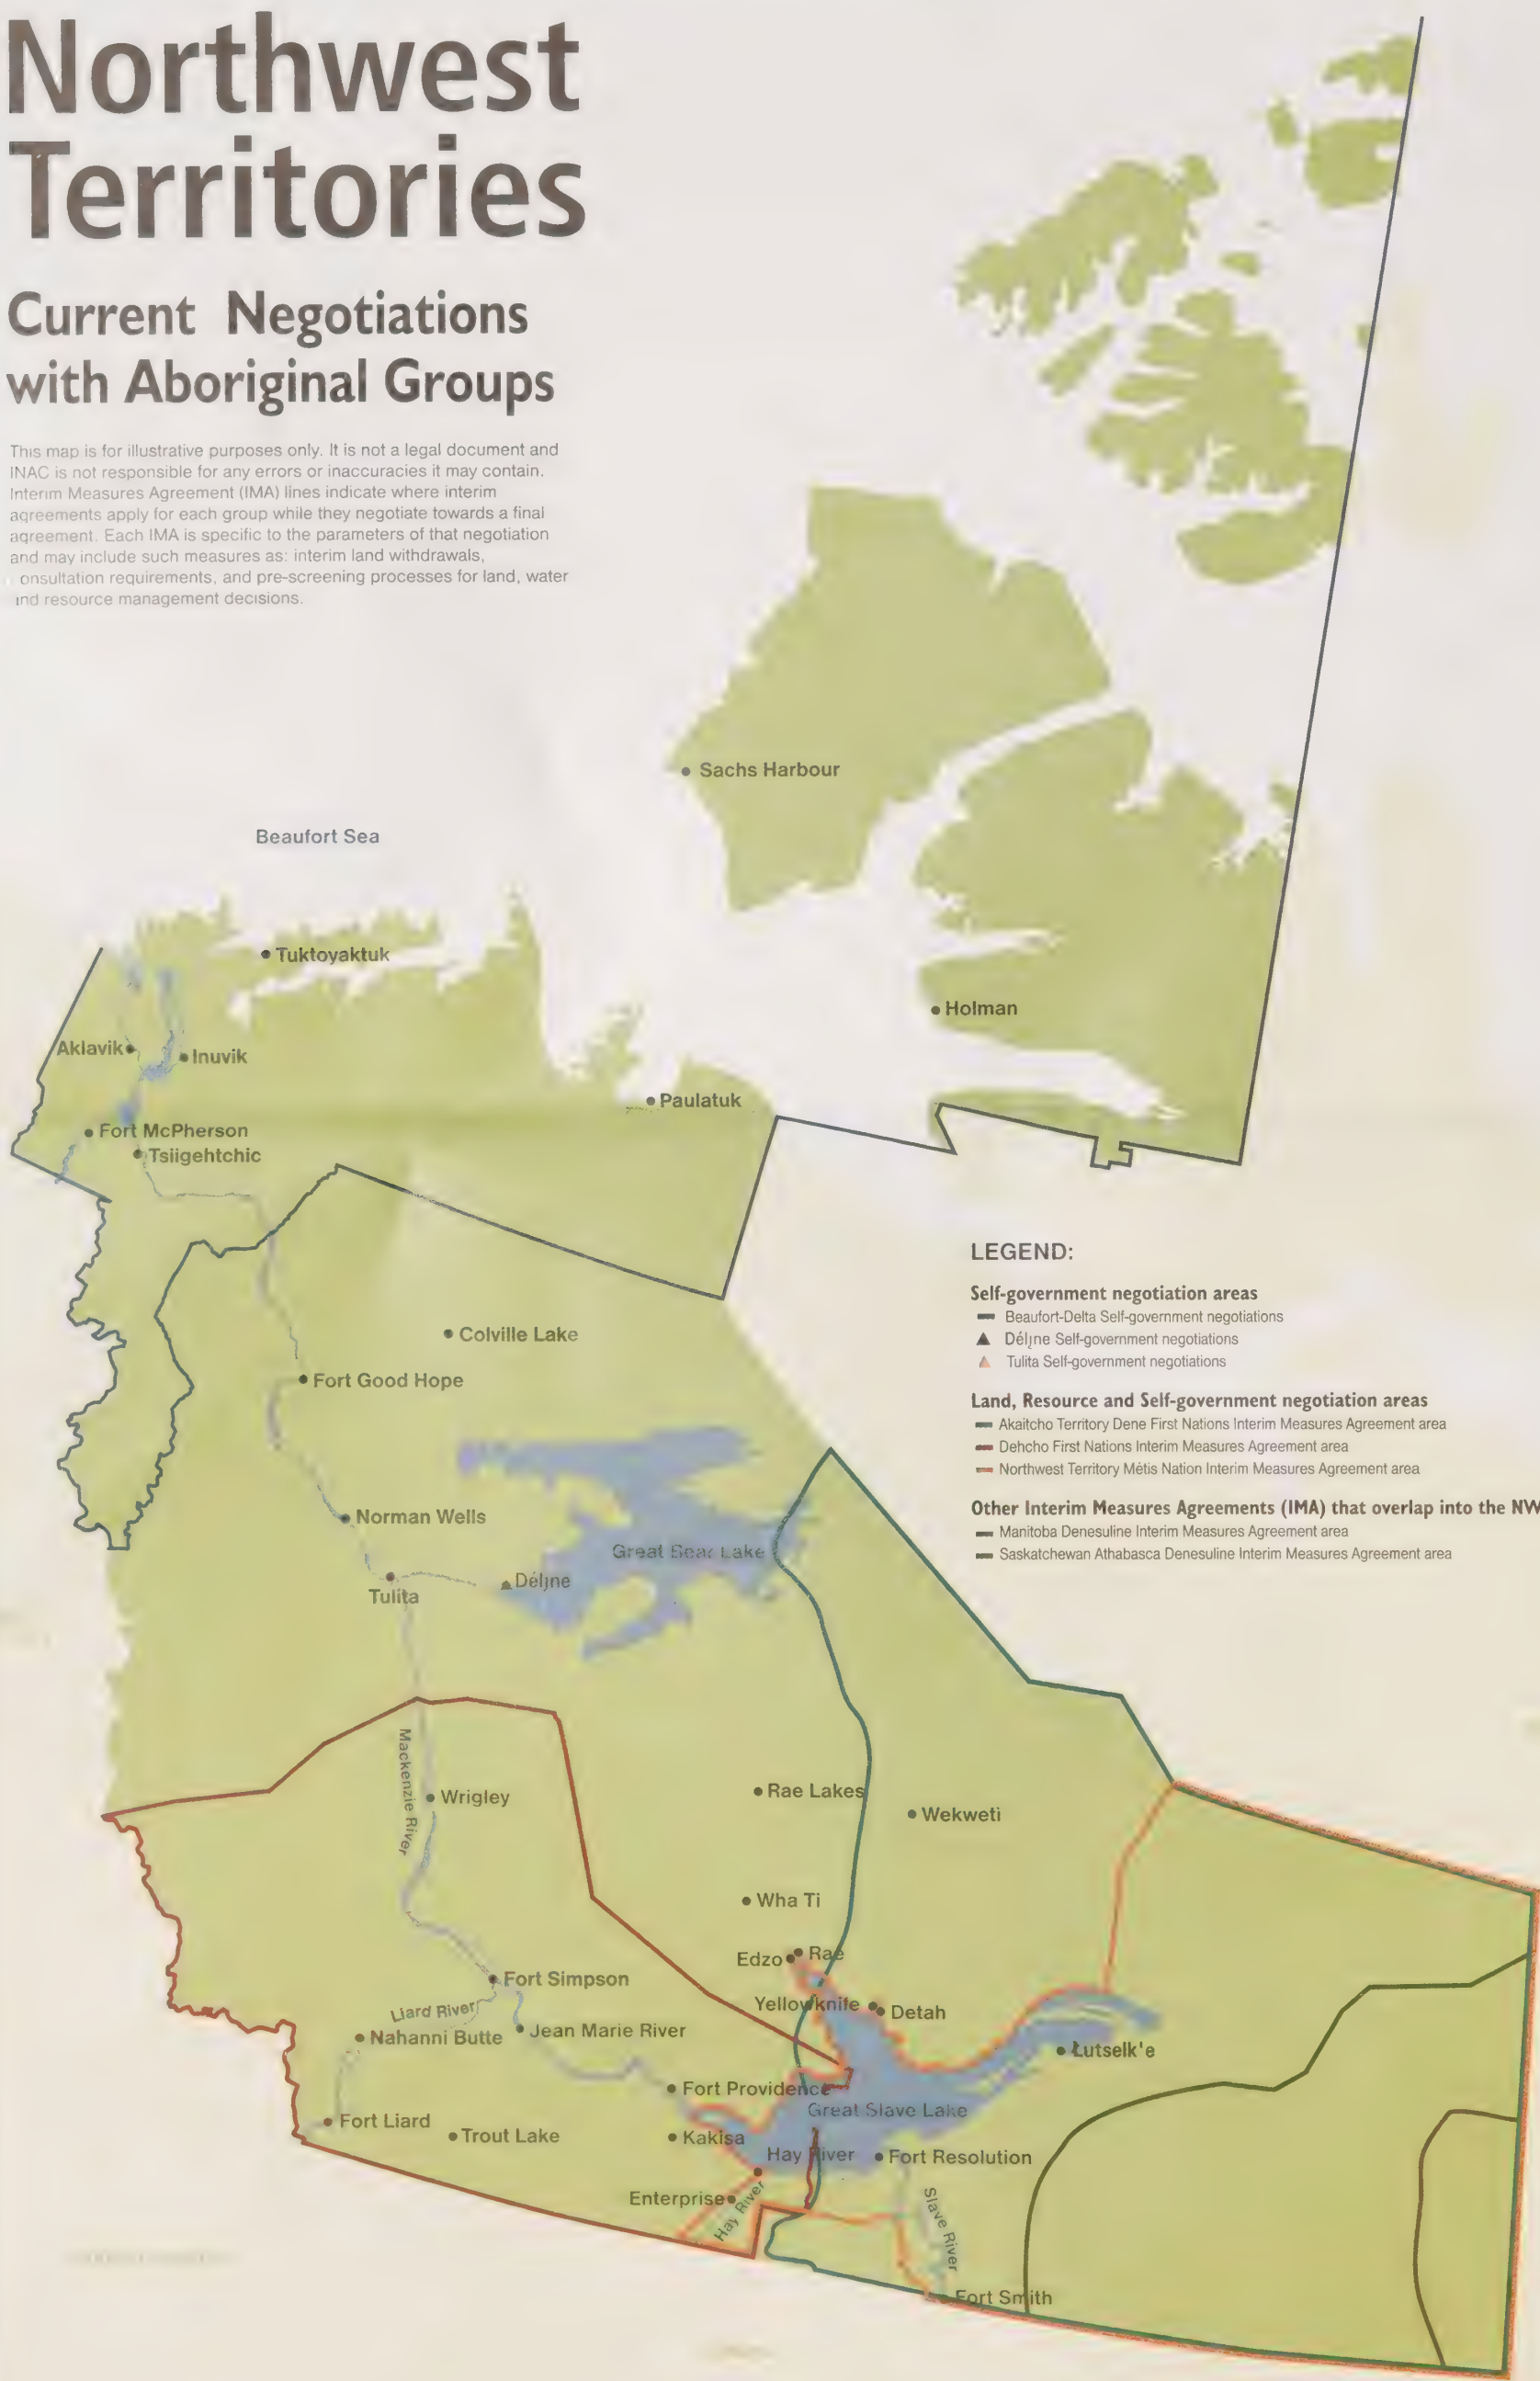 Northwest
Territories
Current Negotiations
with Aboriginal Groups
This map is for illustrative purposes only. It is not a legal document and
INAC is not responsible for any errors or inaccuracies it may contain.
Interim Measures Agreement (IMA) lines indicate where interim
agreements apply for each group while they negotiate towards a final
agreement. Each IMA is specific to the parameters of that negotiation
and may include such measures as: interim land withdrawals,
onsultation requirements, and pre-screening processes for land, water
ind resource management decisions.
Sachs Harbour
Beaufort Sea
Tuktoyaktuk
Holman
Aklavik
Inuvik
Paulatuk
Fort McPherson
Tsiigehtchic
LEGEND:
Self-government negotiation areas
Beaufort-Delta Self-government negotiations
Délįne Self-government negotiations
Tulita Self-government negotiations
Land, Resource and Self-government negotiation areas
Akaitcho Territory Dene First Nations Interim Measures Agreement area
Dehcho First Nations Interim Measures Agreement area
Northwest Territory Métis Nation Interim Measures Agreement area
Other Interim Measures Agreements (IMA) that overlap into the NW
Manitoba Denesuline Interim Measures Agreement area
Saskatchewan Athabasca Denesuline Interim Measures Agreement area
Colville Lake
Fort Good Hope
Norman Wells
Great Bear Lake
Délįne
Tulita
Mackenzie River
Wrigley
Rae Lakes
Wekweti
Wha Ti
Edzo
Rae
Fort Simpson
Yellowknife
Detah
Liard River
Nahanni Butte
Jean Marie River
Łutselk'e
Fort Providence
Great Slave Lake
Fort Liard
Trout Lake
Kakisa
Hay River
Fort Resolution
Enterprise
Hay River
Slave River
Fort Smith